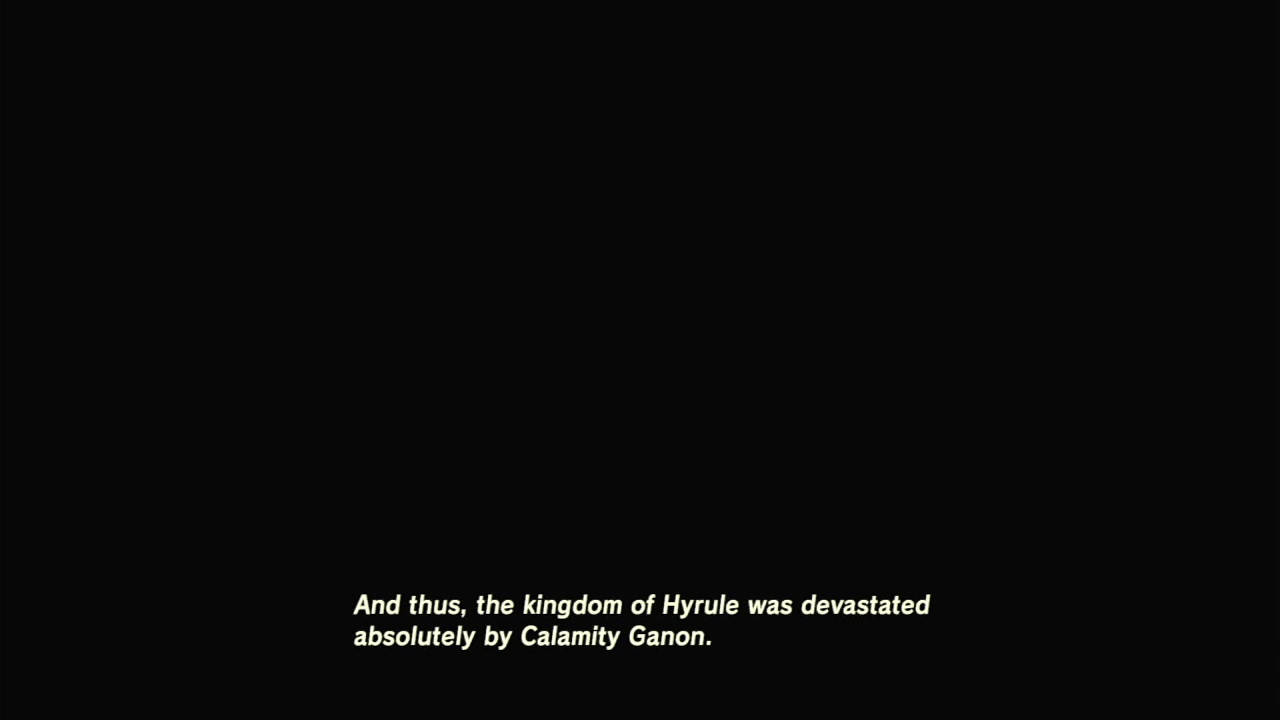 And thus, the kingdom of Hyrule was devastated
absolutely by Calamity Ganon.